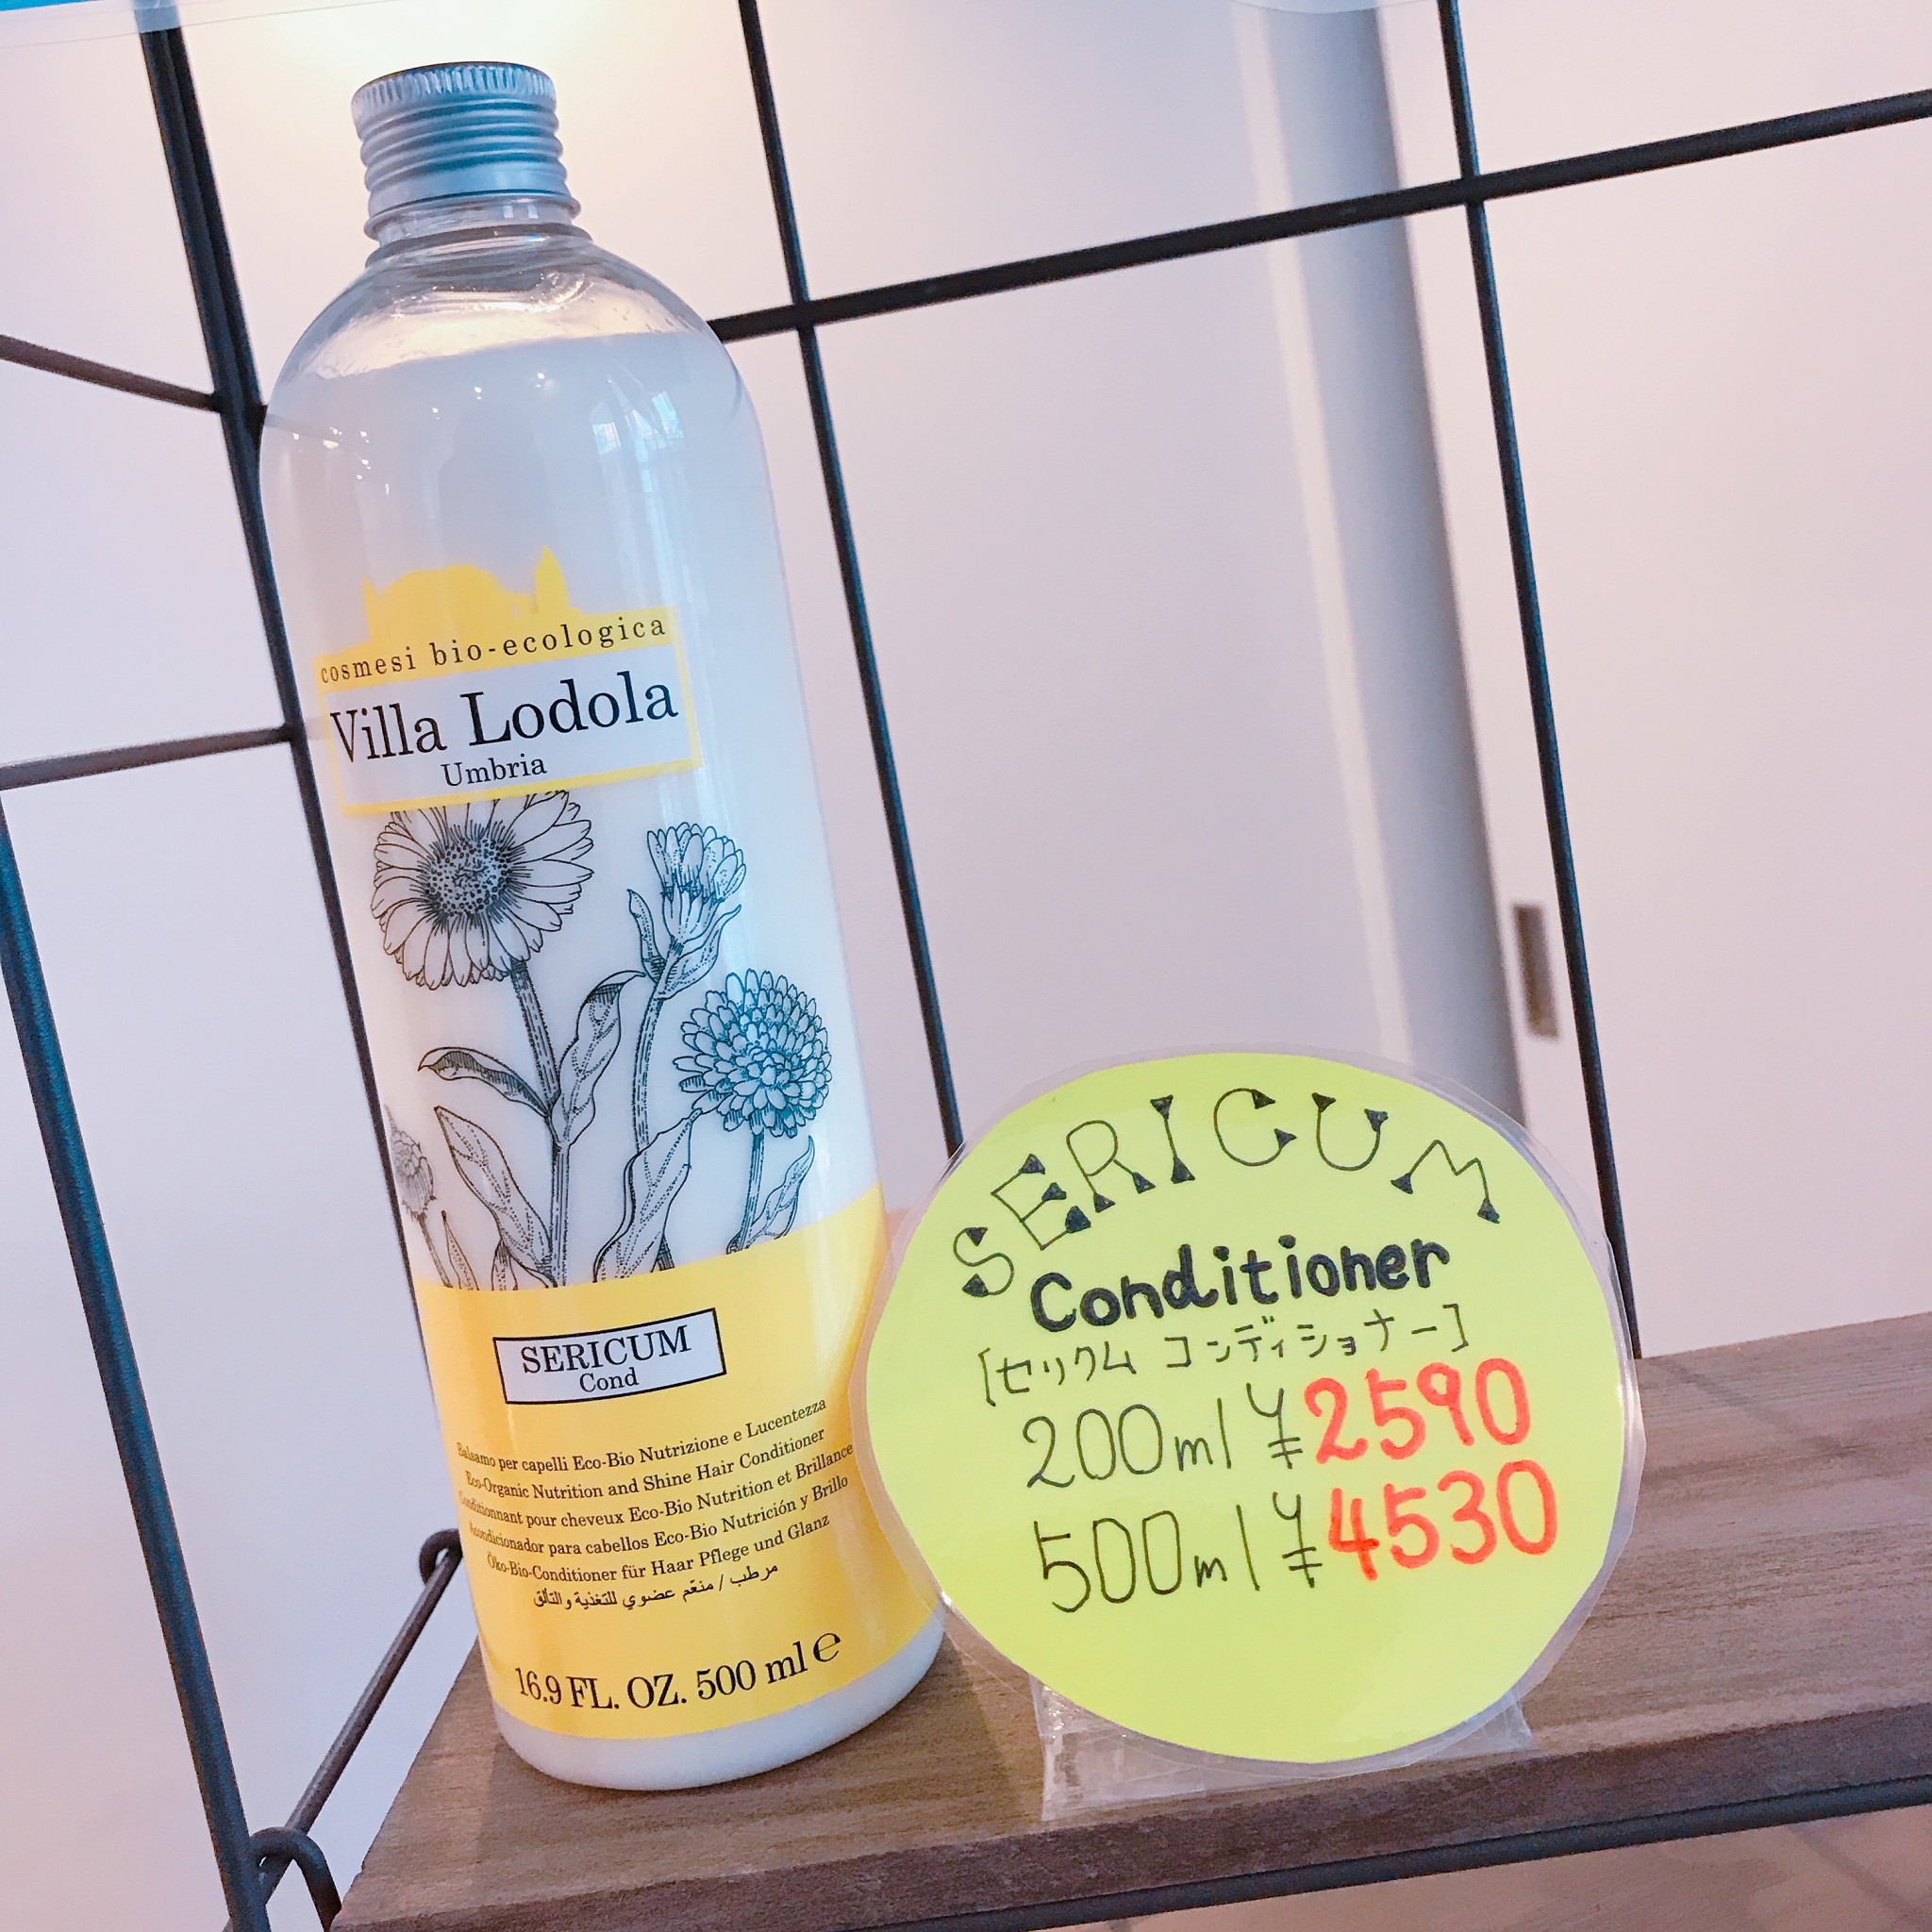 cosmesi bio-ecologica
Villa Lodola
Umbria
SERICUM
Cond
Balsamo per capelli Eco-Bio Nutrizione e Lucentezza
Eco-Organic Nutrition and Shine Hair Conditioner
Conditionnant pour cheveux Eco-Bio Nutrition et Brillance
Acondicionador para cabellos Eco-Bio Nutrición y Brillo
Öko-Bio-Conditioner für Haar Pflege und Glanz
مرطب / منعّم عضوي للتغذية والتألق
16.9 FL. OZ. 500 ml ℮
SERICUM
Conditioner
[セリクム コンディショナー]
200ml ¥2590
500ml ¥4530